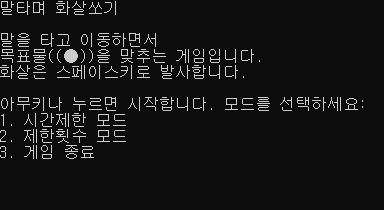 말타며 화살쏘기
말을 타고 이동하면서
목표물((●))을 맞추는 게임입니다.
화살은 스페이스키로 발사합니다.
아무키나 누르면 시작합니다. 모드를 선택하세요:
1. 시간제한 모드
2. 제한횟수 모드
3. 게임 종료